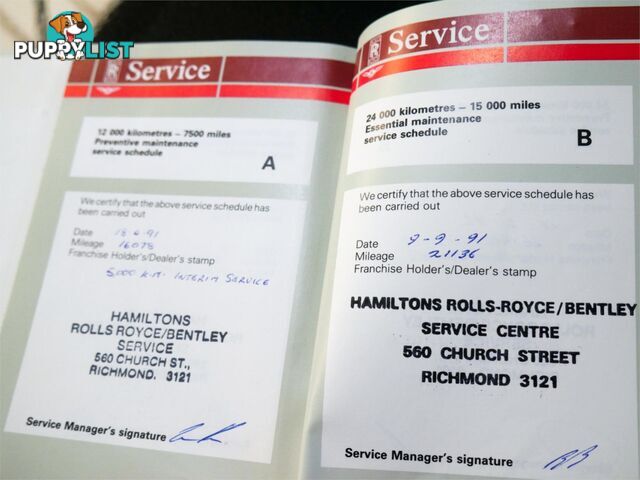 PUPPYLIST
Service
12 000 kilometres – 7500 miles
Preventive maintenance
service schedule
A
We certify that the above service schedule has
been carried out
Date 18-6-91
Mileage 16078
Franchise Holder's/Dealer's stamp
5000 K.M. INTERIM SERVICE
HAMILTONS
ROLLS ROYCE/BENTLEY
SERVICE
560 CHURCH ST.,
RICHMOND. 3121
Service Manager's signature
Service
24 000 kilometres – 15 000 miles
Essential maintenance
service schedule
B
We certify that the above service schedule has
been carried out
Date 9-9-91
Mileage 21136
Franchise Holder's/Dealer's stamp
HAMILTONS ROLLS-ROYCE/BENTLEY
SERVICE CENTRE
560 CHURCH STREET
RICHMOND 3121
Service Manager's signature